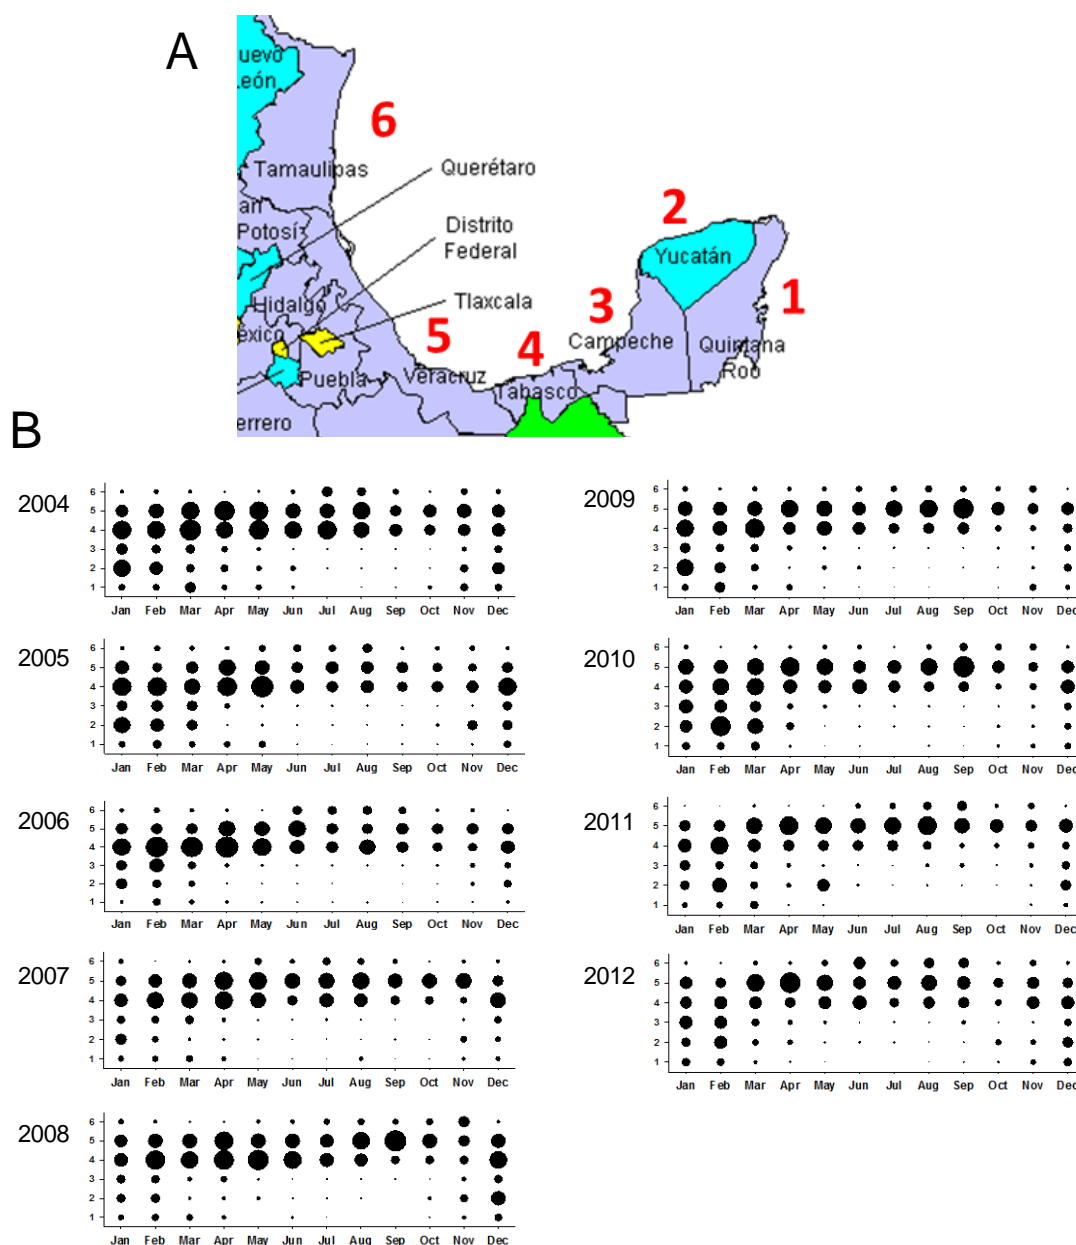 A
uevo
eón
6
Tamaulipas
Querétaro
an
Potosí
Distrito
Federal
2
Yucatán
Hidalgo
Tlaxcala
3
1
éxico
5
4
Campeche
Quintana
Roo
Puebla
Veracruz
Tabasco
errero
B
2004
6
5
4
3
2
1
Jan Feb Mar Apr May Jun Jul Aug Sep Oct Nov Dec
2005
6
5
4
3
2
1
Jan Feb Mar Apr May Jun Jul Aug Sep Oct Nov Dec
2006
6
5
4
3
2
1
Jan Feb Mar Apr May Jun Jul Aug Sep Oct Nov Dec
2007
6
5
4
3
2
1
Jan Feb Mar Apr May Jun Jul Aug Sep Oct Nov Dec
2008
6
5
4
3
2
1
Jan Feb Mar Apr May Jun Jul Aug Sep Oct Nov Dec
2009
6
5
4
3
2
1
Jan Feb Mar Apr May Jun Jul Aug Sep Oct Nov Dec
2010
6
5
4
3
2
1
Jan Feb Mar Apr May Jun Jul Aug Sep Oct Nov Dec
2011
6
5
4
3
2
1
Jan Feb Mar Apr May Jun Jul Aug Sep Oct Nov Dec
2012
6
5
4
3
2
1
Jan Feb Mar Apr May Jun Jul Aug Sep Oct Nov Dec